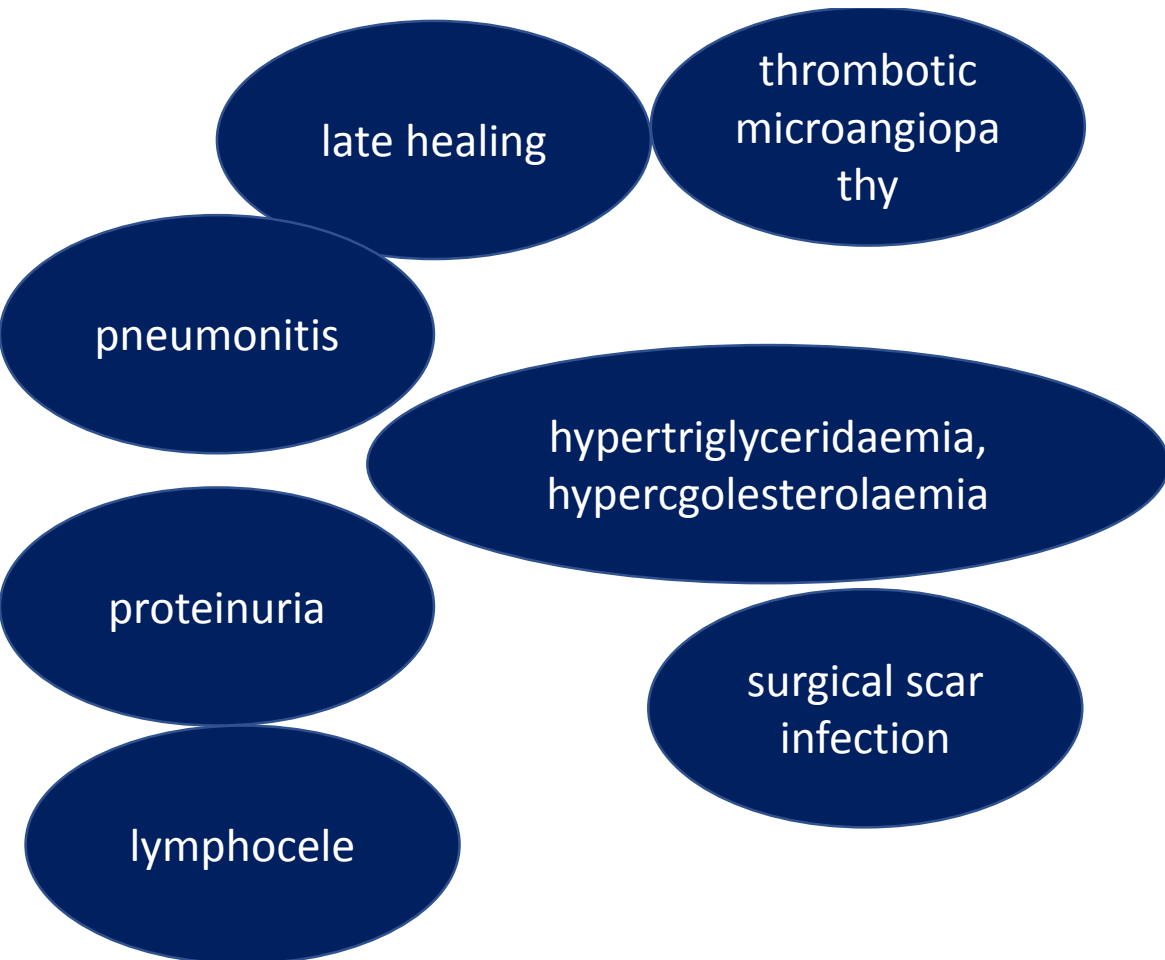 late healing
thrombotic
microangiopa
thy
pneumonitis
hypertriglyceridaemia,
hypercgolesterolaemia
proteinuria
surgical scar
infection
lymphocele